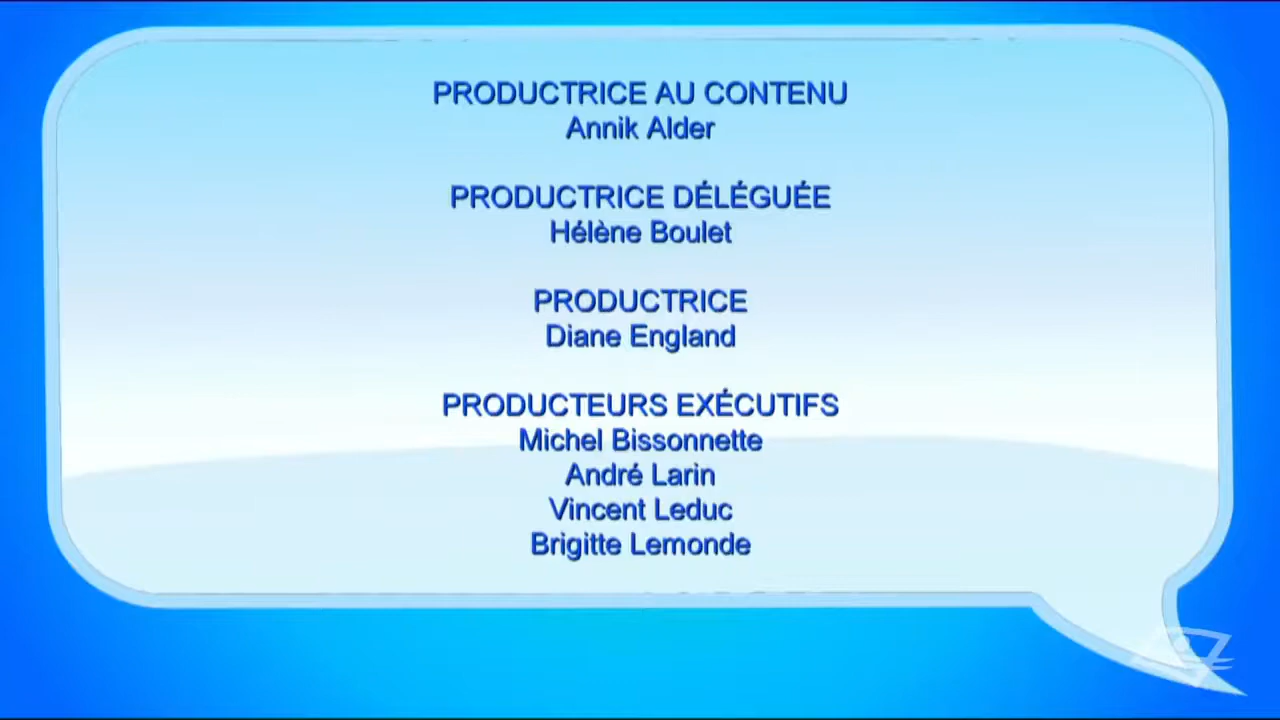 PRODUCTRICE AU CONTENU
Annik Alder
PRODUCTRICE DÉLÉGUÉE
Hélène Boulet
PRODUCTRICE
Diane England
PRODUCTEURS EXÉCUTIFS
Michel Bissonnette
André Larin
Vincent Leduc
Brigitte Lemonde